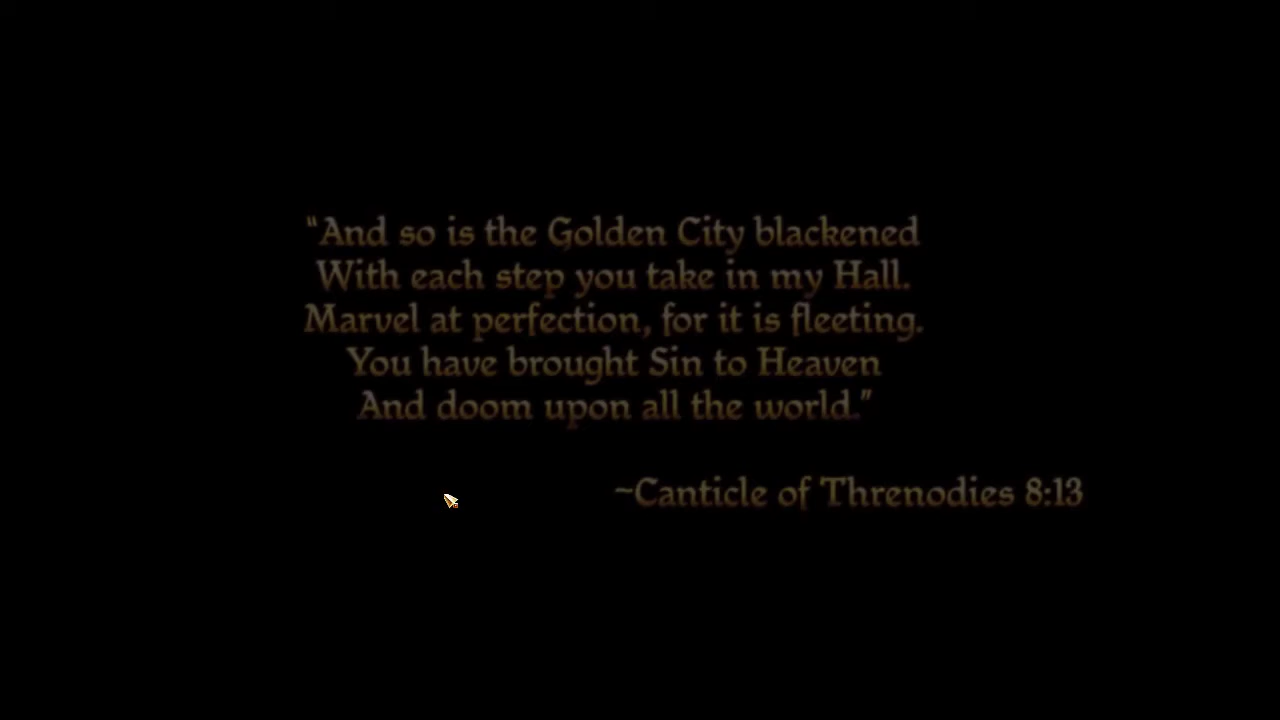 "And so is the Golden City blackened
With each step you take in my Hall.
Marvel at perfection, for it is fleeting.
You have brought Sin to Heaven
And doom upon all the world."
~Canticle of Threnodies 8:13